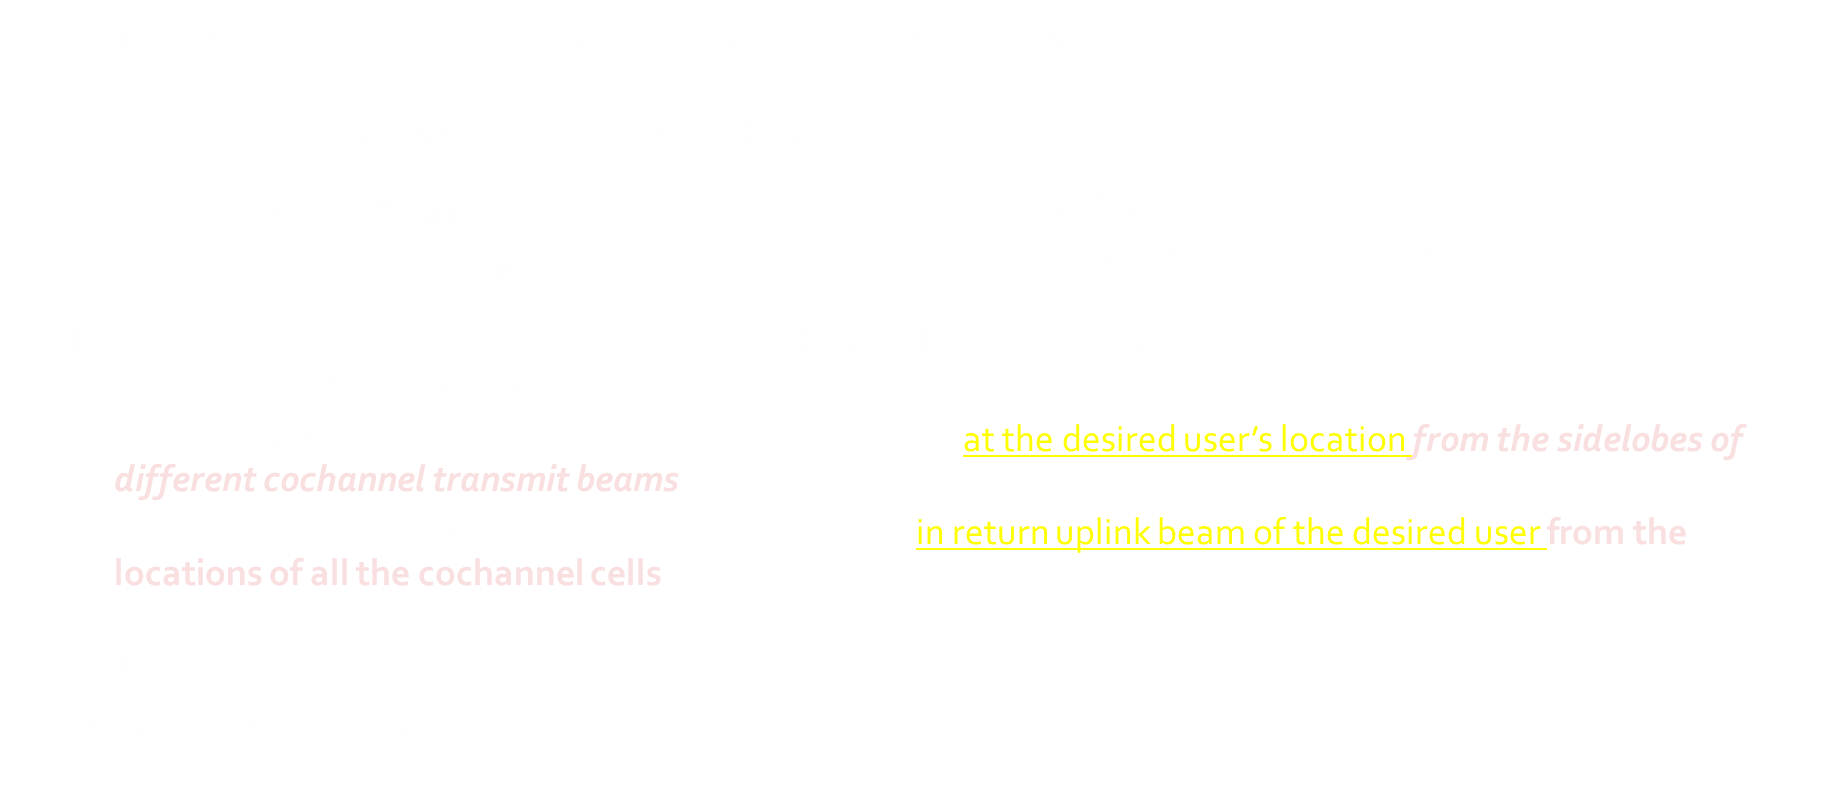 at the desired user’s location from the sidelobes of
different cochannel transmit beams
in return uplink beam of the desired user from the
locations of all the cochannel cells